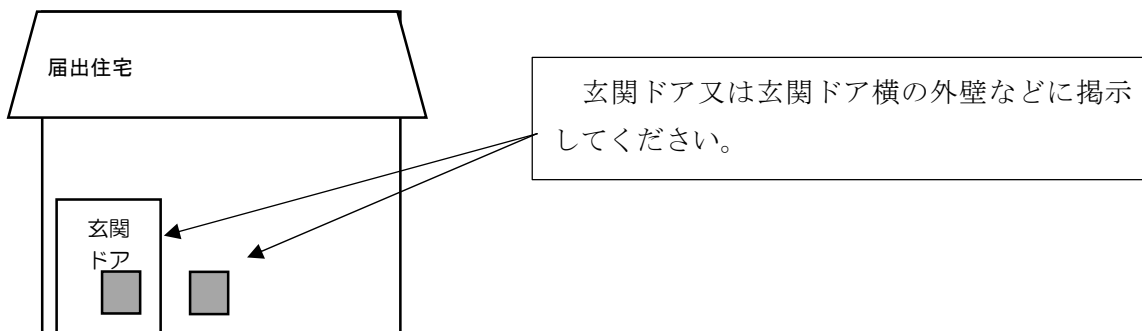 届出住宅
玄関ドア又は玄関ドア横の外壁などに掲示
してください。
玄関
ドア